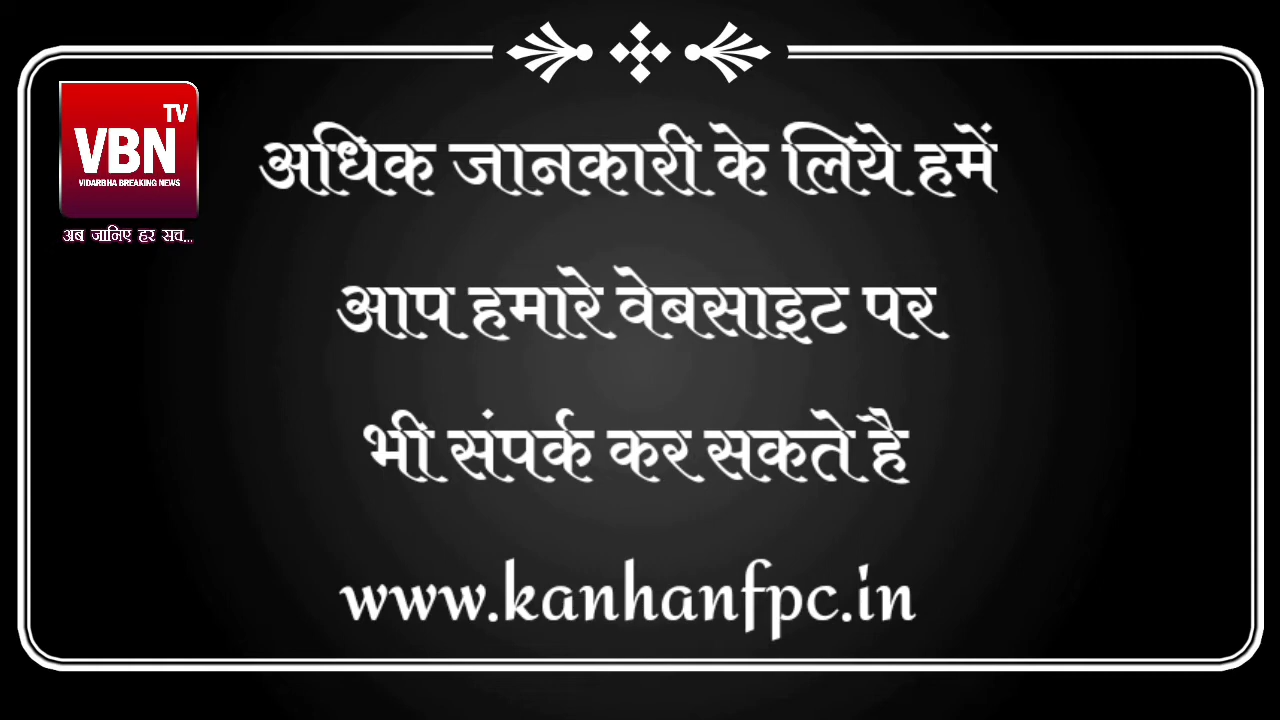 TV
VBN
VIDARBHA BREAKING NEWS
अब जानिए हर सच...
अधिक जानकारी के लिये हमें
आप हमारे वेबसाइट पर
भी संपर्क कर सकते है
www.kanhanfpc.in